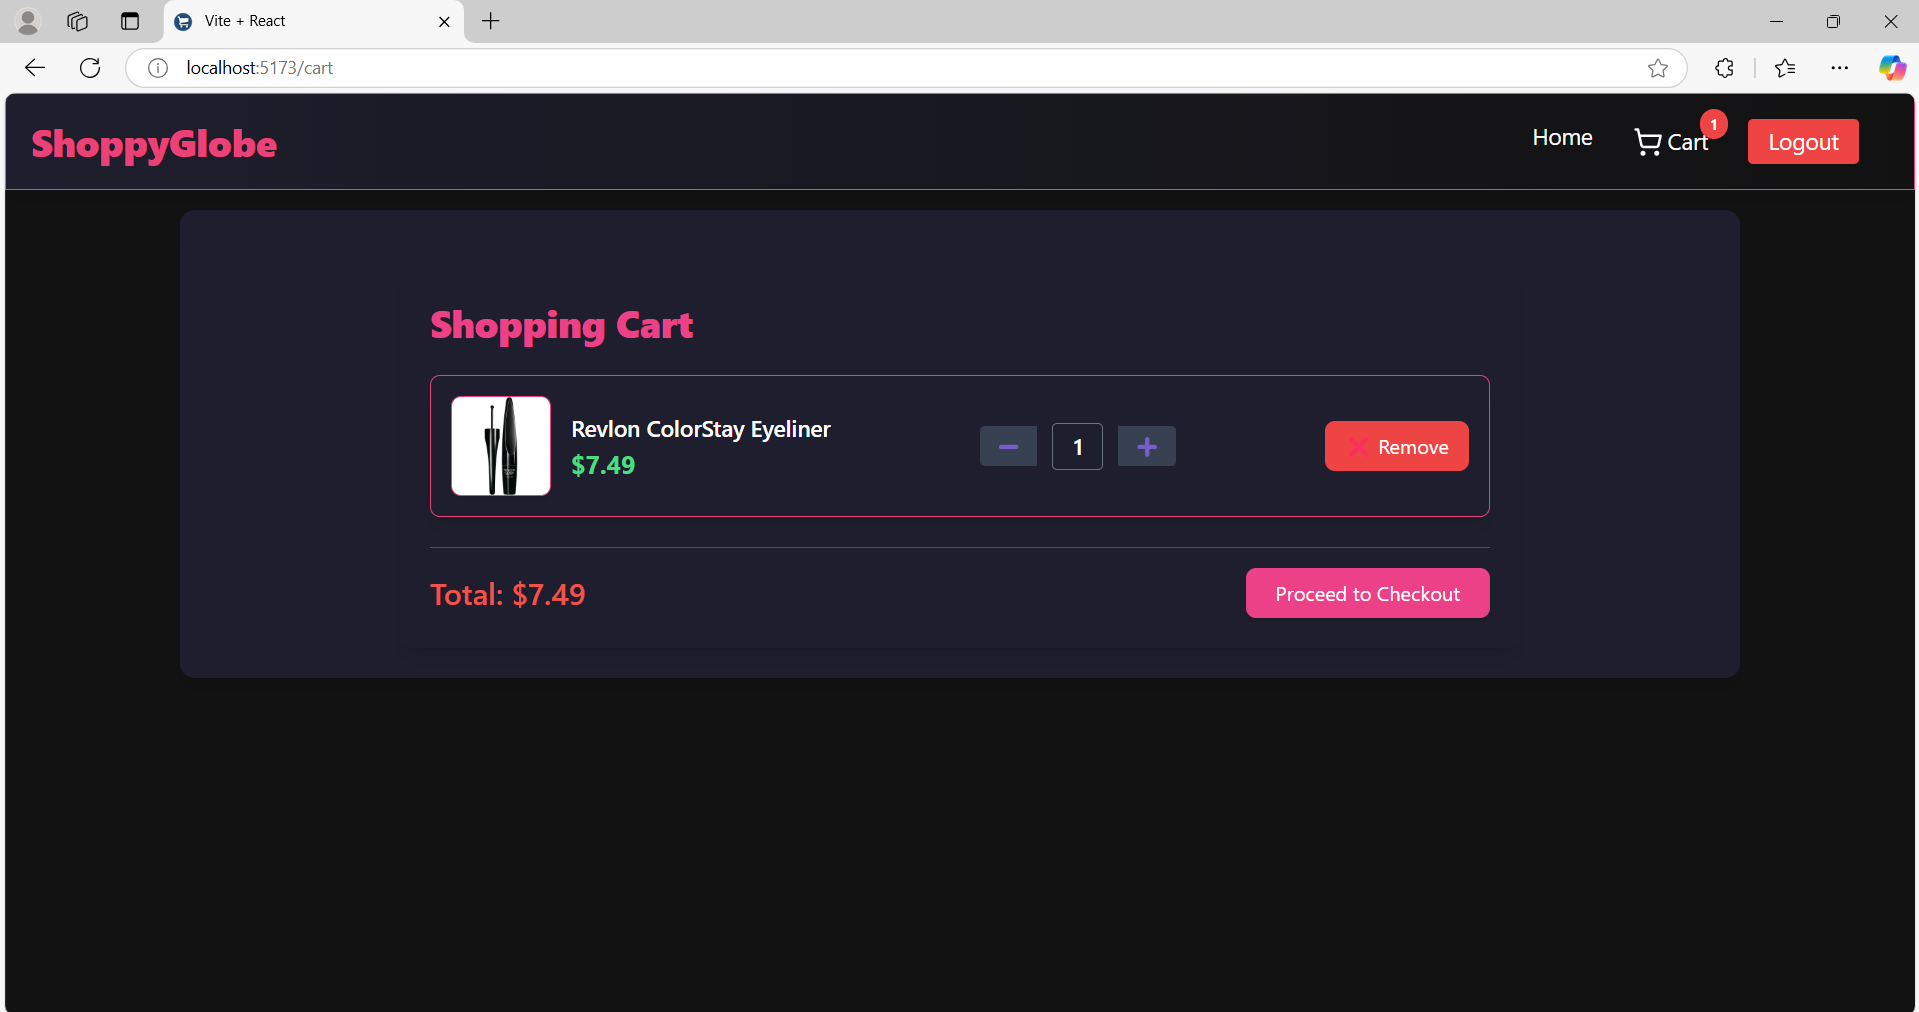 Vite + React
localhost:5173/cart
ShoppyGlobe
Home
Cart
1
Logout
Shopping Cart
Revlon ColorStay Eyeliner
$7.49
1
Remove
Total: $7.49
Proceed to Checkout